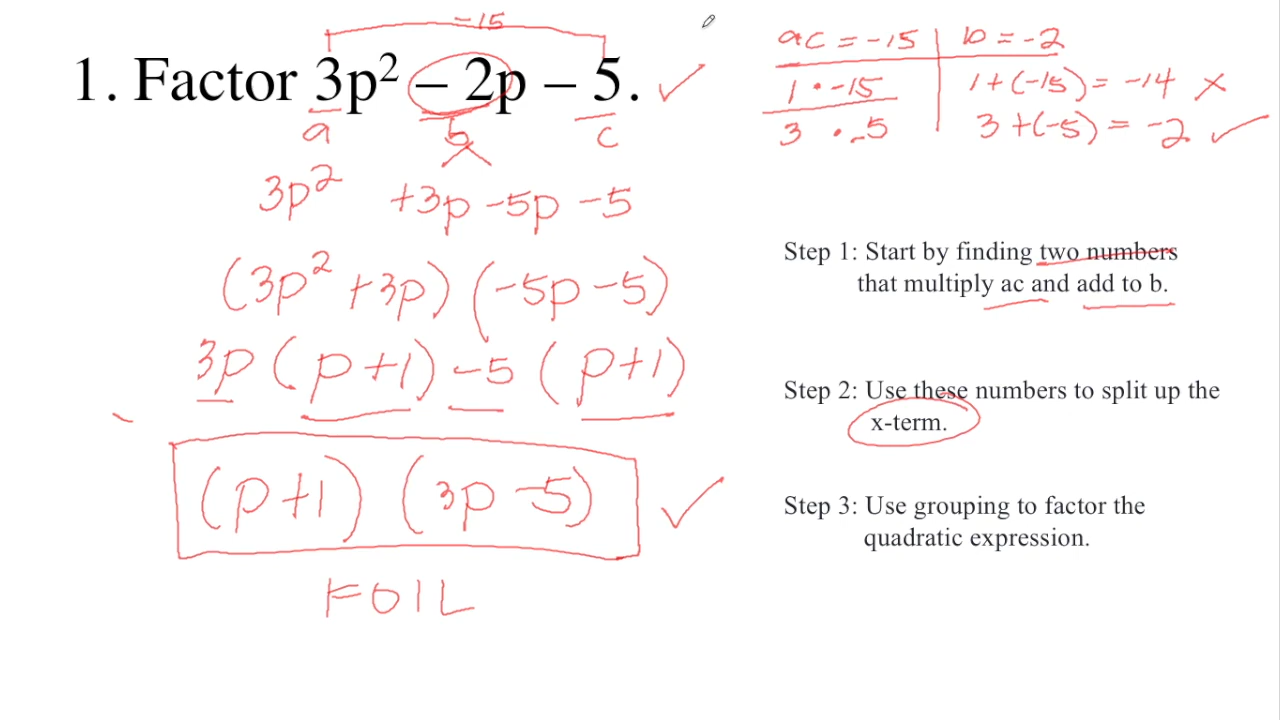 -15
1. Factor 3p² – 2p – 5. ✓
a b c
3p² +3p -5p -5
(3p² +3p) (-5p -5)
3p (p+1) -5 (p+1)
(p+1) (3p -5) ✓
FOIL
ac = -15 | b = -2
1 · -15 | 1+(-15) = -14 ×
3 · -5 | 3+(-5) = -2 ✓
Step 1: Start by finding two numbers
that multiply ac and add to b.
Step 2: Use these numbers to split up the
x-term.
Step 3: Use grouping to factor the
quadratic expression.